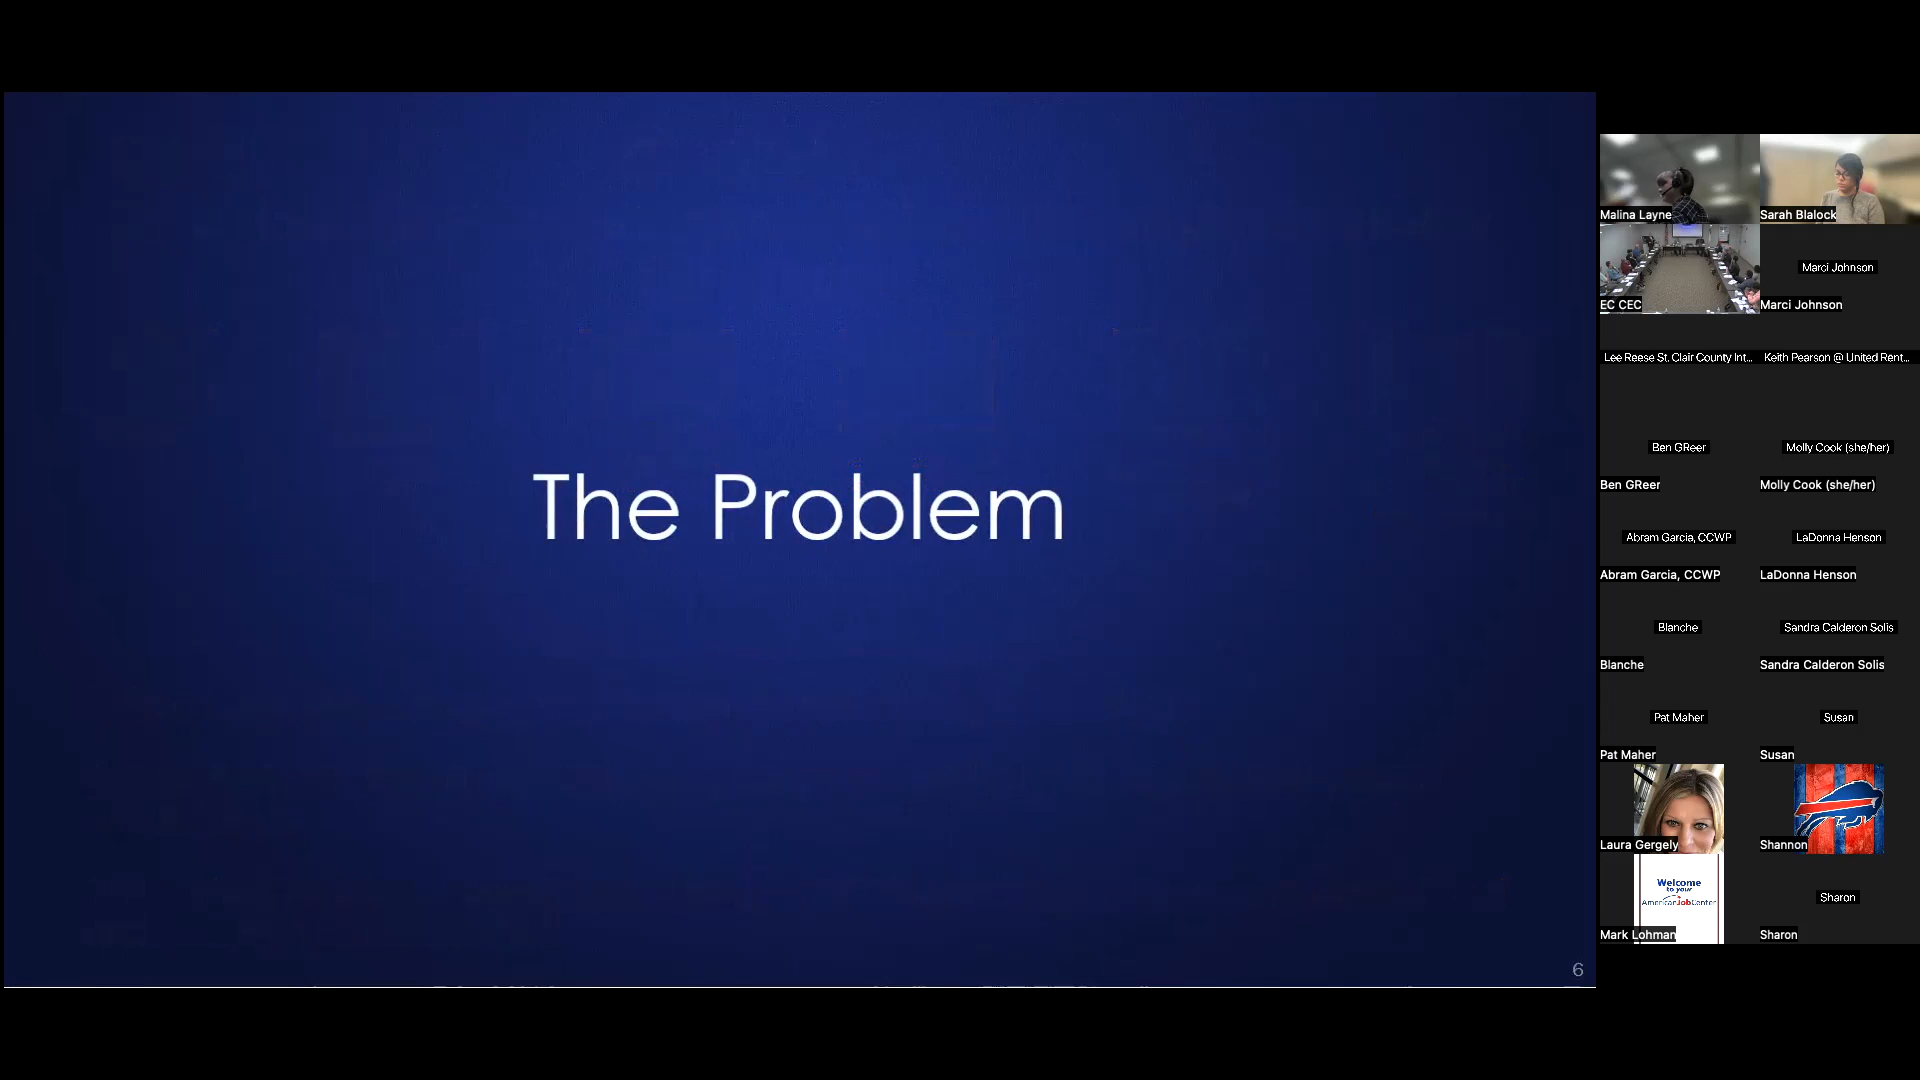 The Problem
6
Malina Layne
Sarah Blalock
EC CEC
Marci Johnson
Marci Johnson
Lee Reese St. Clair County Int...
Keith Pearson @ United Rent...
Ben GReer
Molly Cook (she/her)
Ben GReer
Molly Cook (she/her)
Abram Garcia, CCWP
LaDonna Henson
Abram Garcia, CCWP
LaDonna Henson
Blanche
Sandra Calderon Solis
Blanche
Sandra Calderon Solis
Pat Maher
Susan
Pat Maher
Susan
Laura Gergely
Shannon
Welcome
to your
AmericanJobCenter
Sharon
Mark Lohman
Sharon